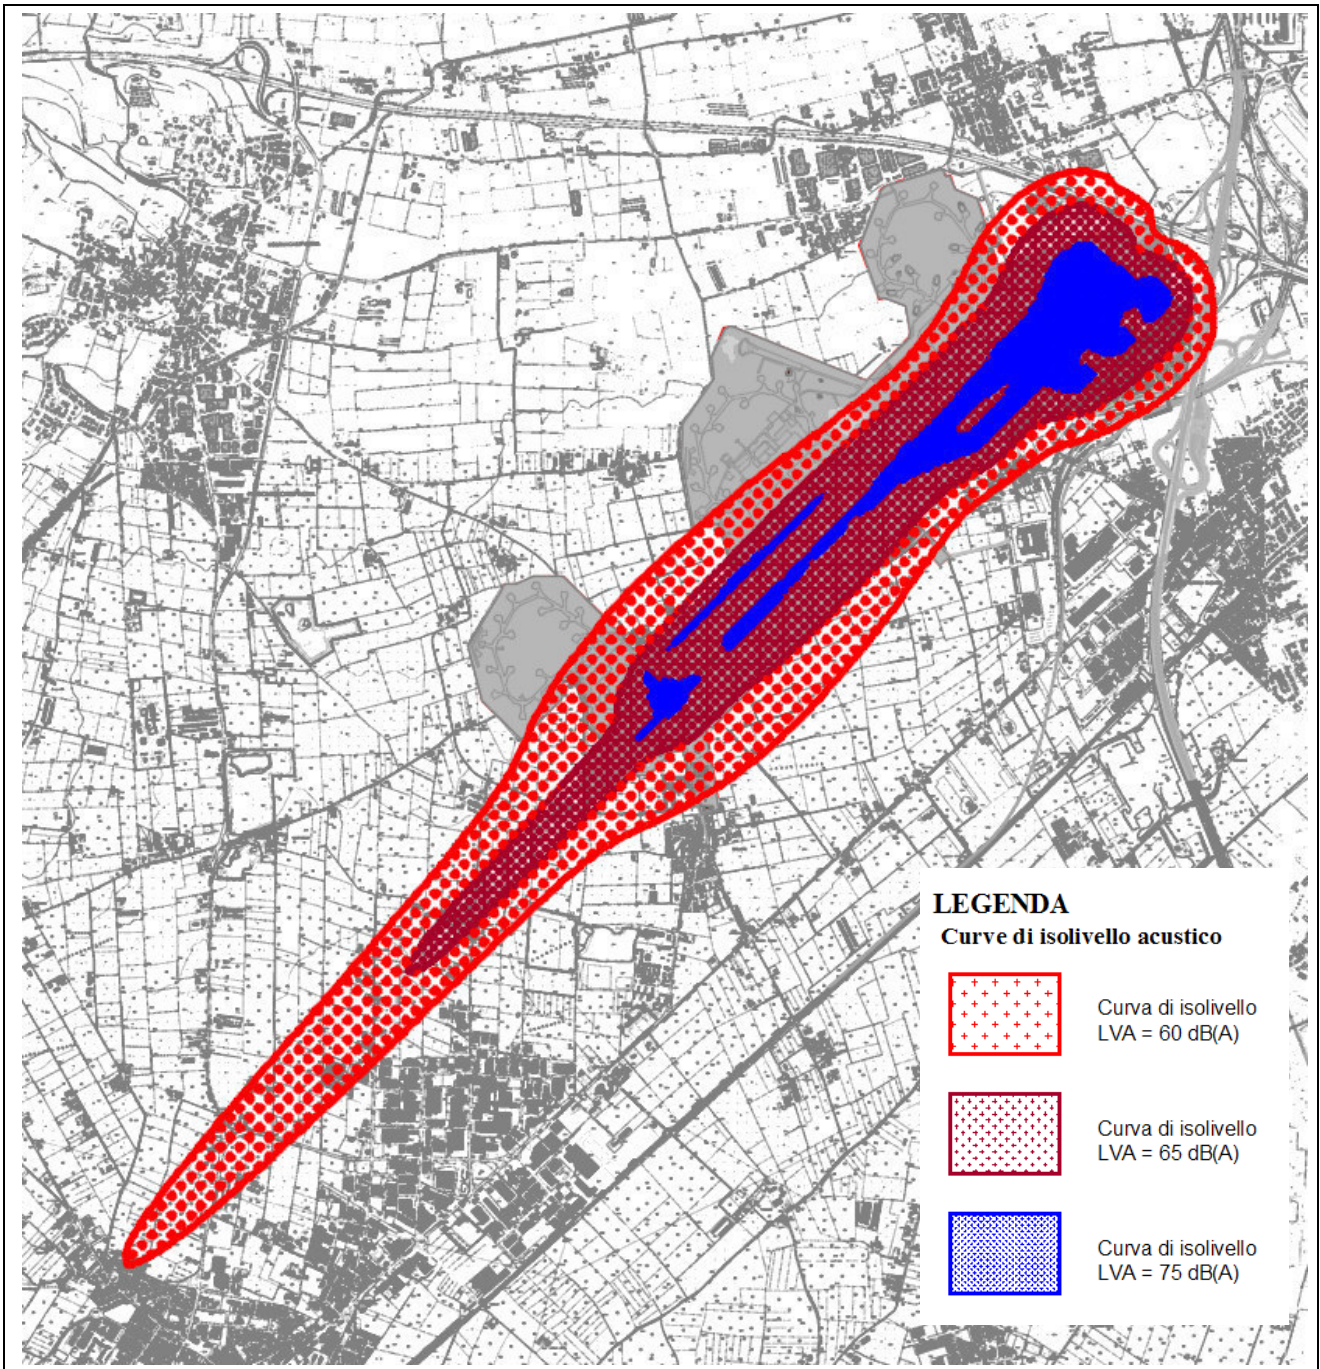 LEGENDA
Curve di isolivello acustico
Curva di isolivello
LVA = 60 dB(A)
Curva di isolivello
LVA = 65 dB(A)
Curva di isolivello
LVA = 75 dB(A)